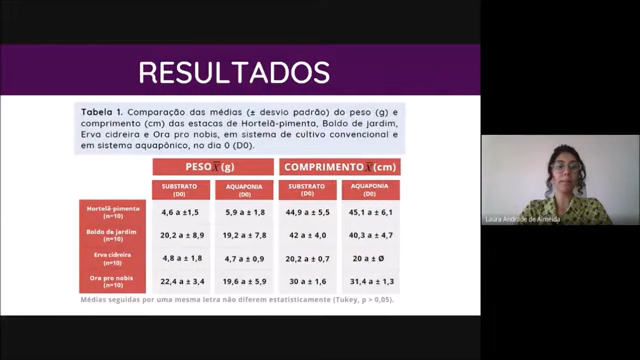 RESULTADOS
Tabela 1. Comparação das médias (± desvio padrão) do peso (g) e
comprimento (cm) das estacas de Hortelã-pimenta, Boldo de jardim,
Erva cidreira e Ora pro nobis, em sistema de cultivo convencional e
em sistema aquapônico, no dia 0 (D0).
PESO X̄ (g) COMPRIMENTO X̄ (cm)
SUBSTRATO (D0) AQUAPONIA (D0) SUBSTRATO (D0) AQUAPONIA (D0)
Hortelã-pimenta (n=10) 4,6 a ±1,5 5,9 a ± 1,8 44,9 a ± 5,5 45,1 a ± 6,1
Boldo de jardim (n=10) 20,2 a ± 8,9 19,2 a ± 7,8 42 a ± 4,0 40,3 a ± 4,7
Erva cidreira (n=10) 4,8 a ± 1,8 4,7 a ± 0,9 20,2 a ± 0,7 20 a ± Ø
Ora pro nobis (n=10) 22,4 a ± 3,4 19,6 a ± 5,9 30 a ± 1,6 31,4 a ± 1,3
Médias seguidas por uma mesma letra não diferem estatisticamente (Tukey, p > 0,05).
Laura Andrade de Almeida